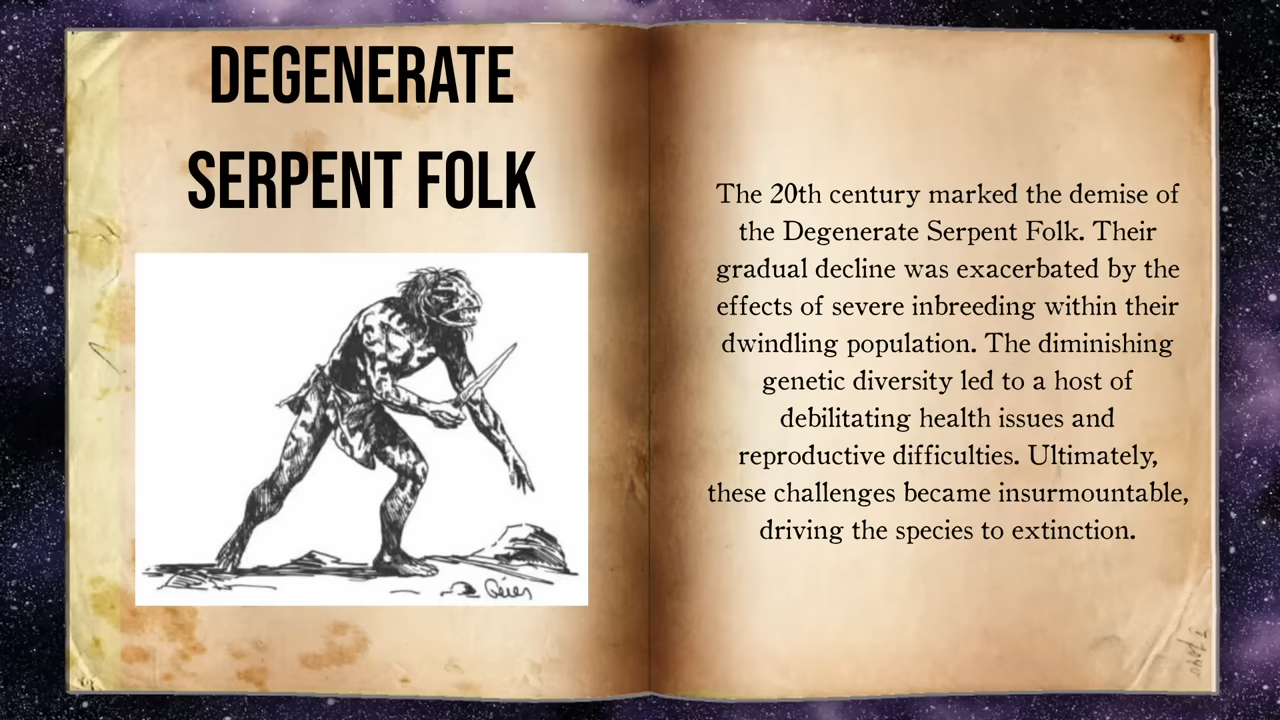 DEGENERATE
SERPENT FOLK
The 20th century marked the demise of
the Degenerate Serpent Folk. Their
gradual decline was exacerbated by the
effects of severe inbreeding within their
dwindling population. The diminishing
genetic diversity led to a host of
debilitating health issues and
reproductive difficulties. Ultimately,
these challenges became insurmountable,
driving the species to extinction.